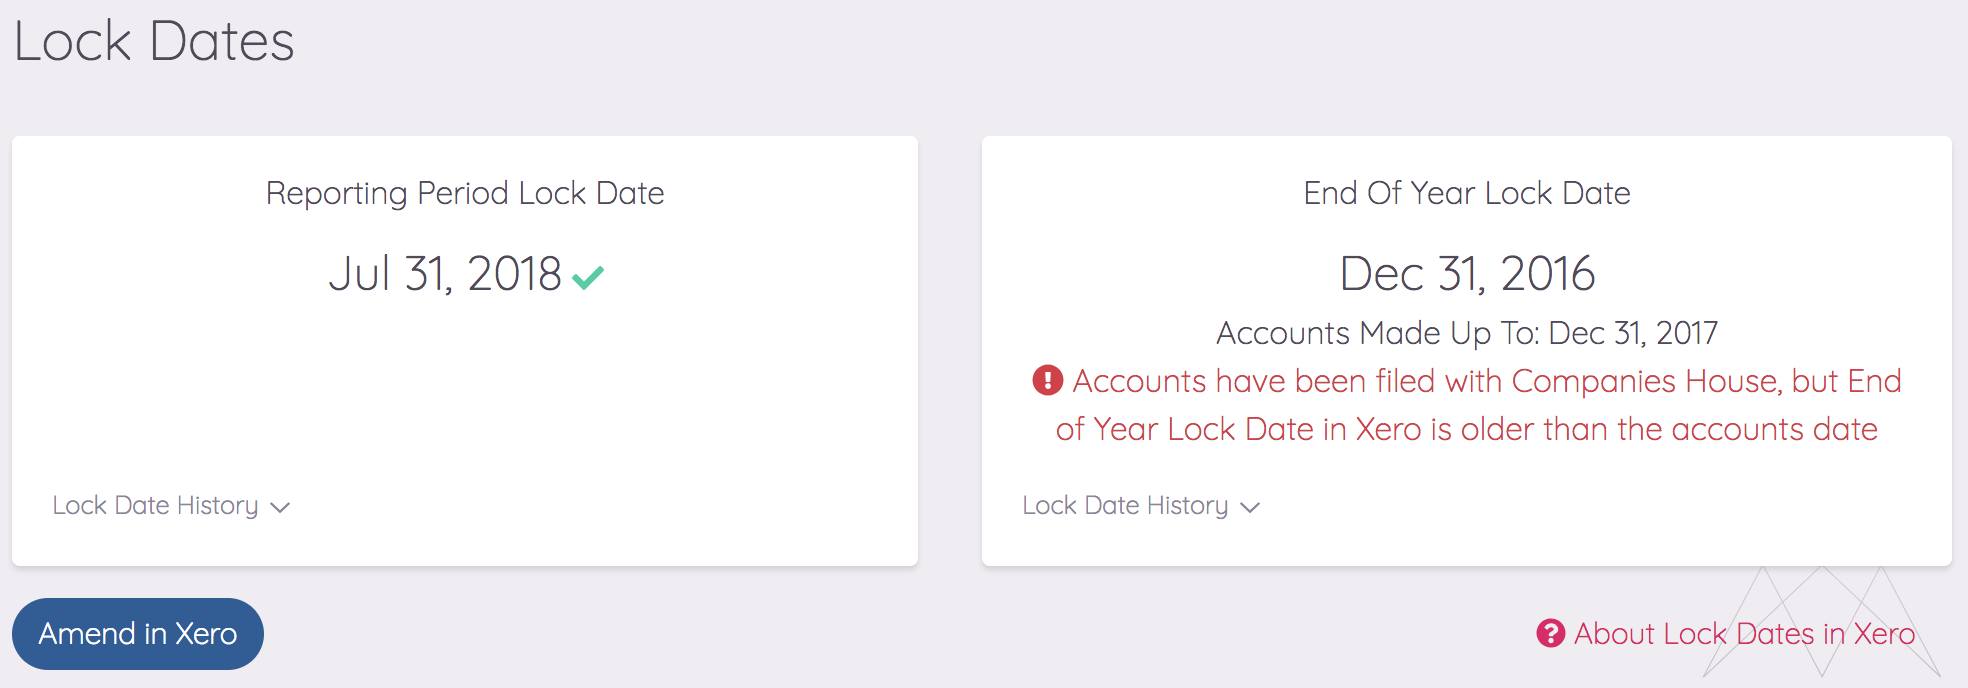 Lock Dates
Reporting Period Lock Date
Jul 31, 2018
Lock Date History
End Of Year Lock Date
Dec 31, 2016
Accounts Made Up To: Dec 31, 2017
Accounts have been filed with Companies House, but End
of Year Lock Date in Xero is older than the accounts date
Lock Date History
Amend in Xero
About Lock Dates in Xero